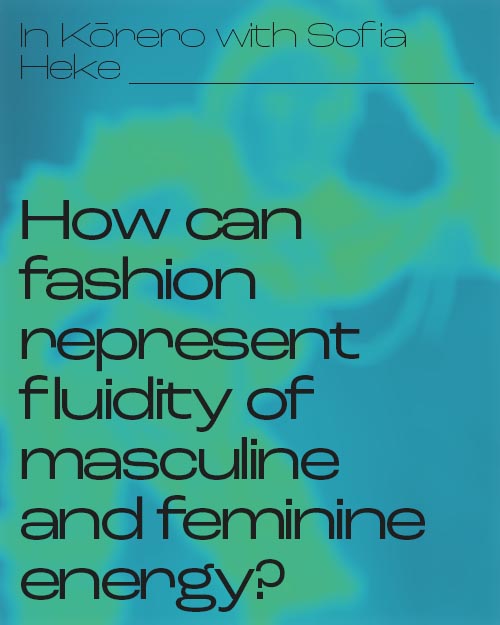 In Kōrero with Sofia
Heke
How can
fashion
represent
fluidity of
masculine
and feminine
energy?